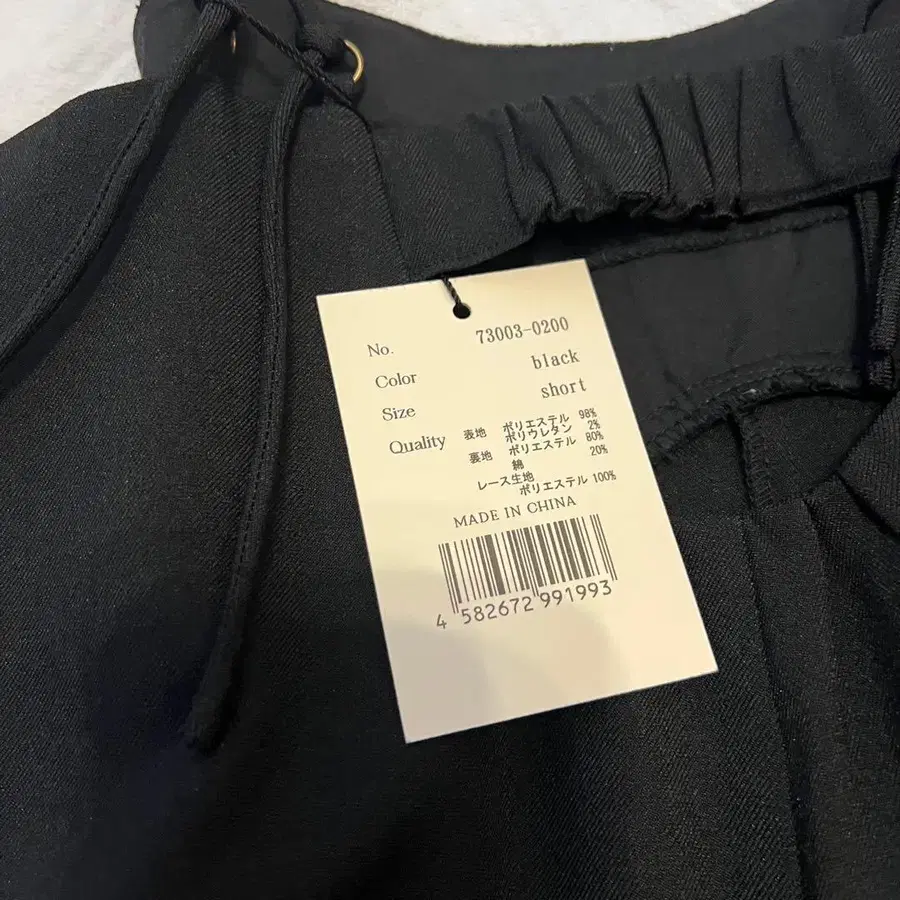 No. 73003-0200
Color black
Size short
Quality 表地 ポリエステル 98%
ポリウレタン 2%
裏地 ポリエステル 80%
綿 20%
レース生地
ポリエステル 100%
MADE IN CHINA
4 582672 991993